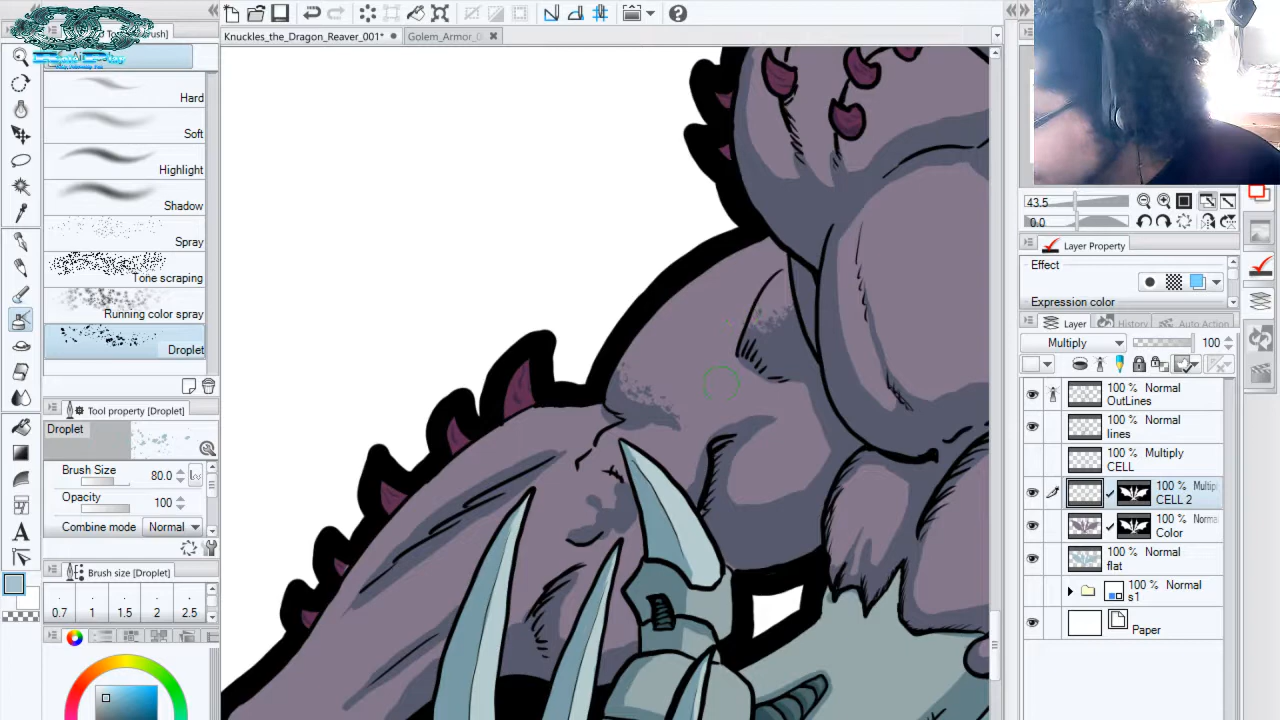 Knuckles_the_Dragon_Reaver_001*
Golem_Armor_0
Hard
Soft
Highlight
Shadow
Spray
Tone scraping
Running color spray
Droplet
Tool property [Droplet]
Droplet
Brush Size
80.0
Opacity
100
Combine mode
Normal
Brush size [Droplet]
0.7
1
1.5
2
2.5
43.5
0.0
Layer Property
Effect
Expression color
Layer
History
Auto Action
Multiply
100
100 % Normal
OutLines
100 % Normal
lines
100 % Multiply
CELL
100 % Multip
CELL 2
100 % Norma
Color
100 % Normal
flat
100 % Normal
s1
Paper